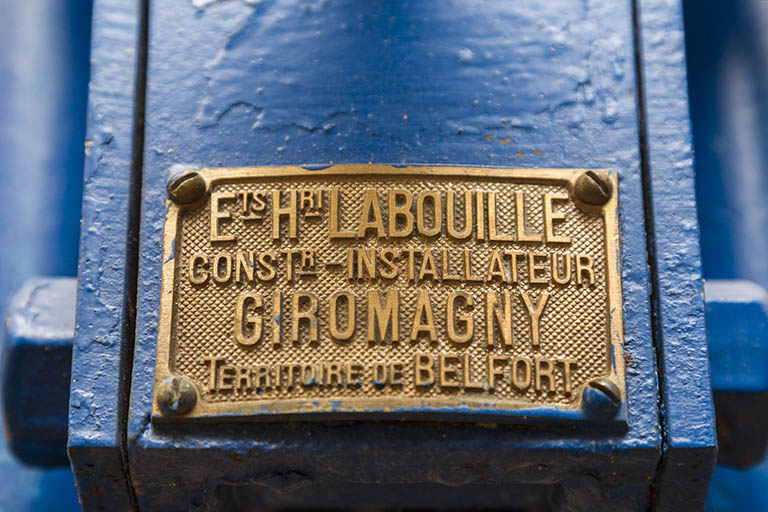 ETS HRI LABOUILLE
CONSTR-INSTALLATEUR
GIROMAGNY
TERRITOIRE DE BELFORT